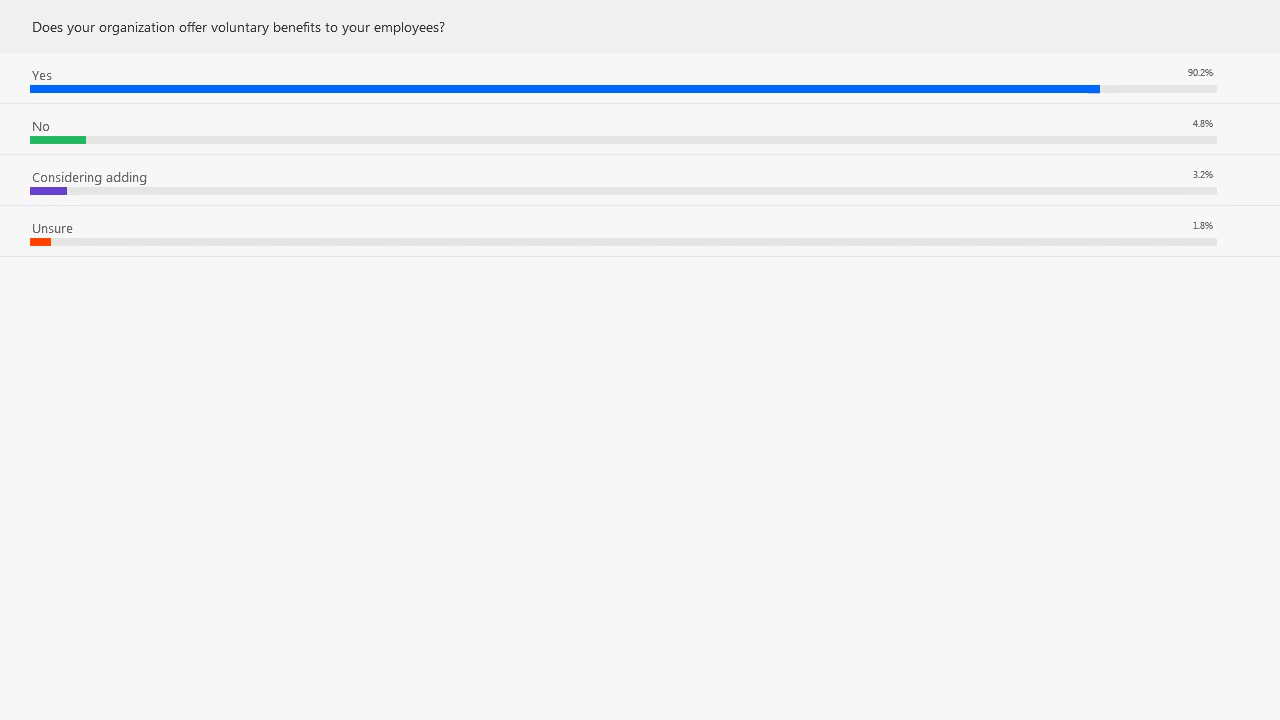 Does your organization offer voluntary benefits to your employees?
Yes
90.2%
No
4.8%
Considering adding
3.2%
Unsure
1.8%